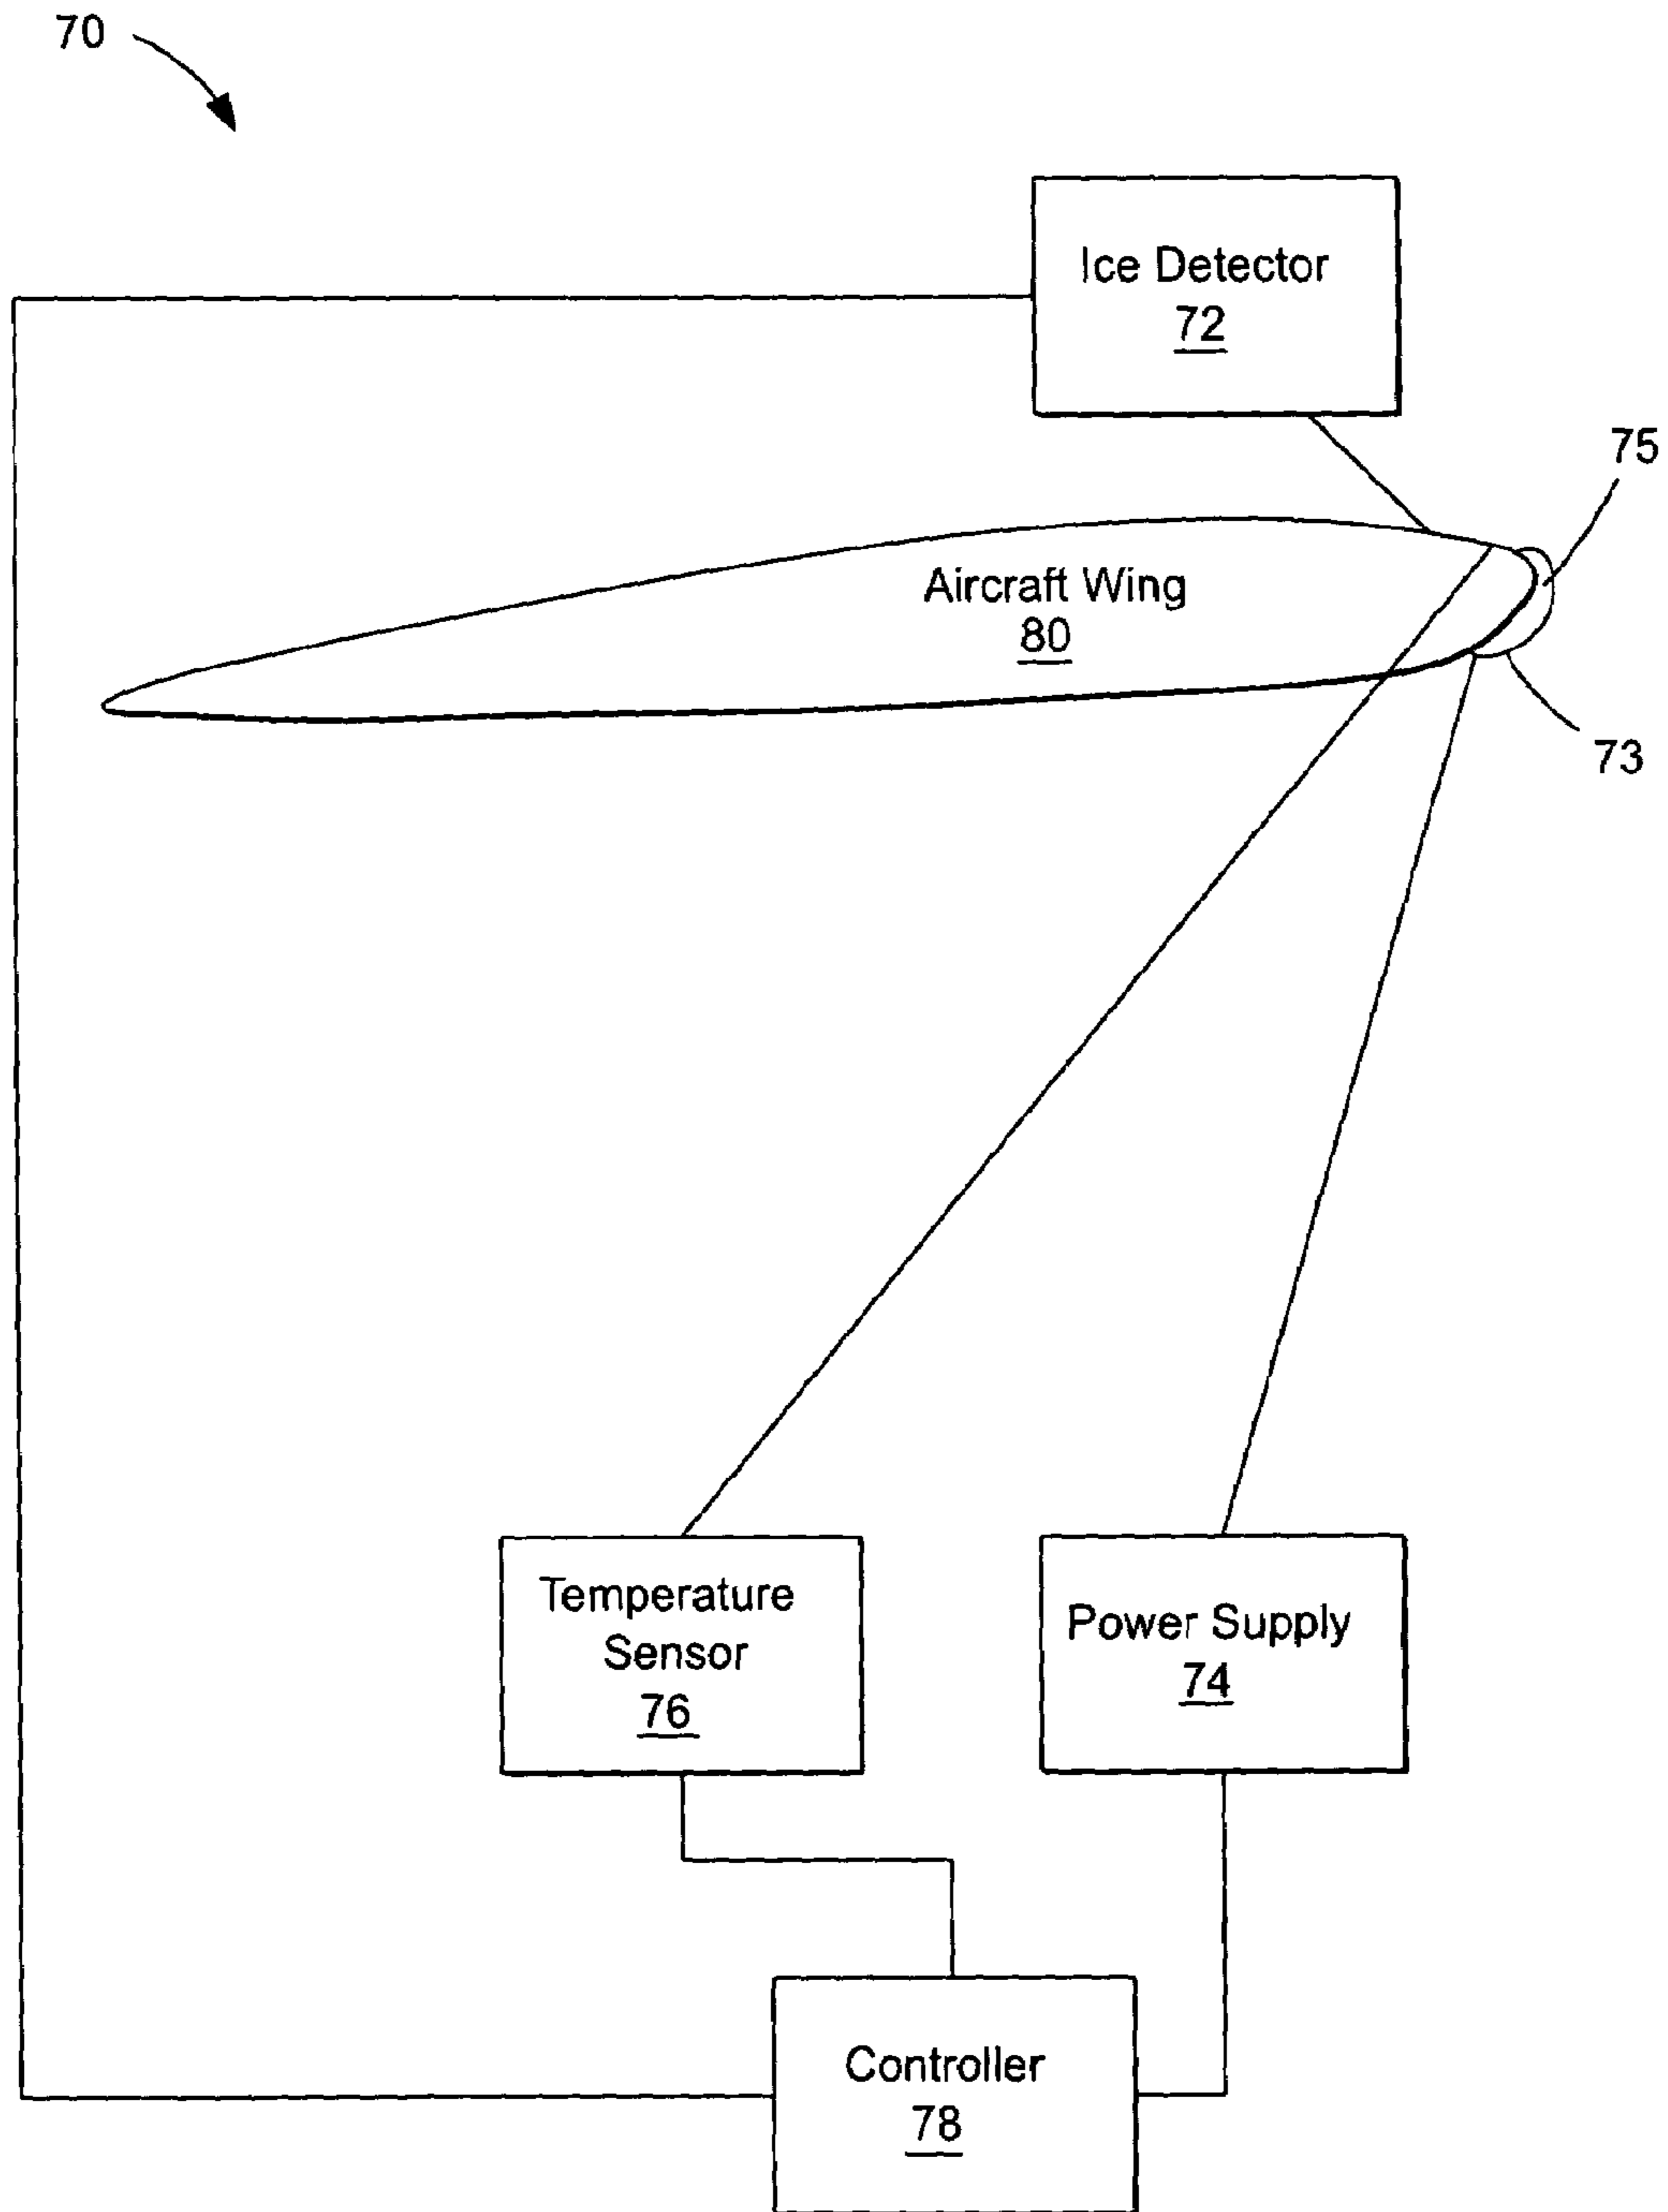 70
Ice Detector
72
75
Aircraft Wing
80
73
Temperature
Sensor
76
Power Supply
74
Controller
78